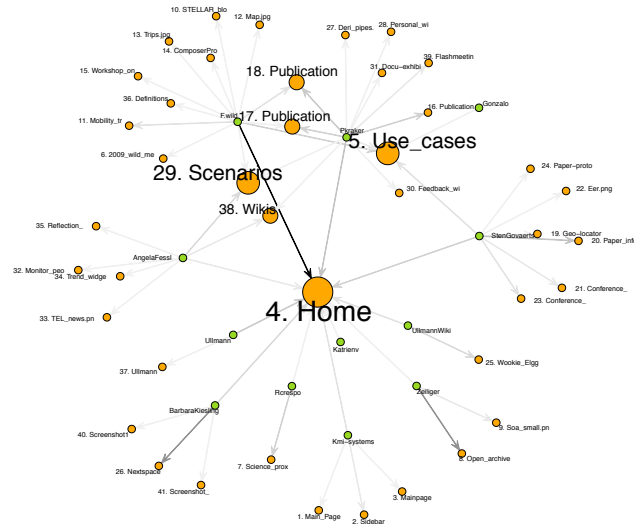 10. STELLAR_blo
12. Map.jpg
27. Deri_pipes.
28. Personal_wi
13. Trips.jpg
14. ComposerPro
39. Flashmeetin
15. Workshop_on
18. Publication
31. Docu-exhibi
36. Definitions
16. Publication
Gonzalo
11. Mobility_tr
F.wild
17. Publication
Pkraker
5. Use_cases
6. 2009_wild_me
24. Paper-proto
29. Scenarios
30. Feedback_wi
22. Eer.png
38. Wikis
35. Reflection_
StenGovaerts
19. Geo-locator
20. Paper_inte
AngelaFessl
32. Monitor_peo
34. Trend_widge
21. Conference_
23. Conference_
33. TEL_news.pn
4. Home
Ullmann
Katrienv
UllmannWiki
37. Ullmann
25. Wookie_Elgg
BarbaraKiesling
Rcrespo
Zeiliger
40. Screenshot1
Kmi-systems
9. Soa_small.pn
26. Nextspace
7. Science_prox
8. Open_archive
41. Screenshot_
3. Mainpage
1. Main_Page
2. Sidebar